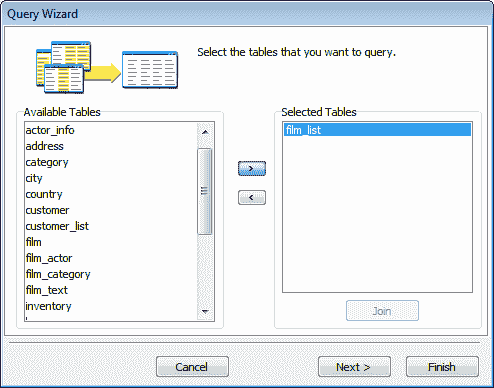 Query Wizard
Select the tables that you want to query.
Available Tables
actor_info
address
category
city
country
customer
customer_list
film
film_actor
film_category
film_text
inventory
>
<
Selected Tables
film_list
Join
Cancel
Next >
Finish